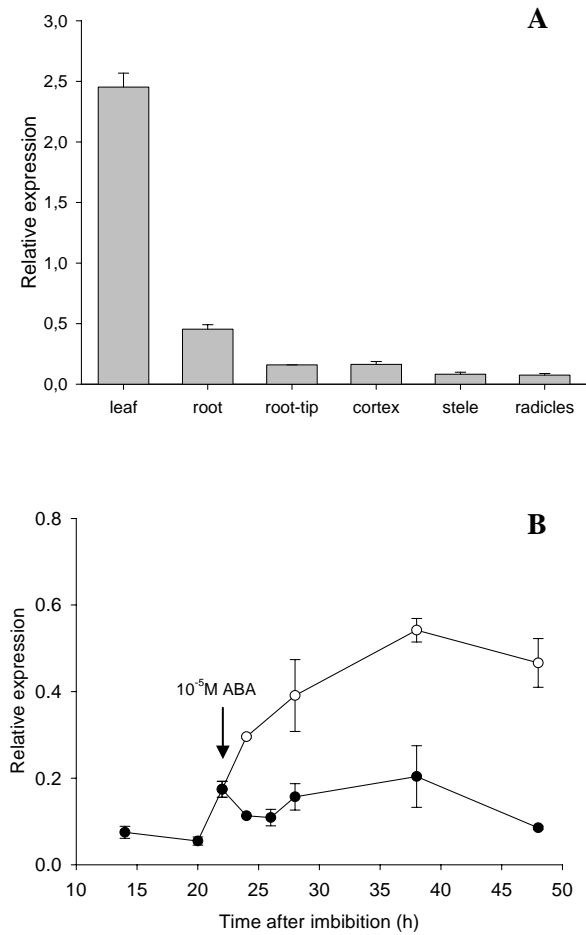 A
Relative expression
3,0
2,5
2,0
1,5
1,0
0,5
0,0
leaf root root-tip cortex stele radicles
B
Relative expression
0.8
0.6
0.4
0.2
0.0
10⁻⁵M ABA
10 15 20 25 30 35 40 45 50
Time after imbibition (h)